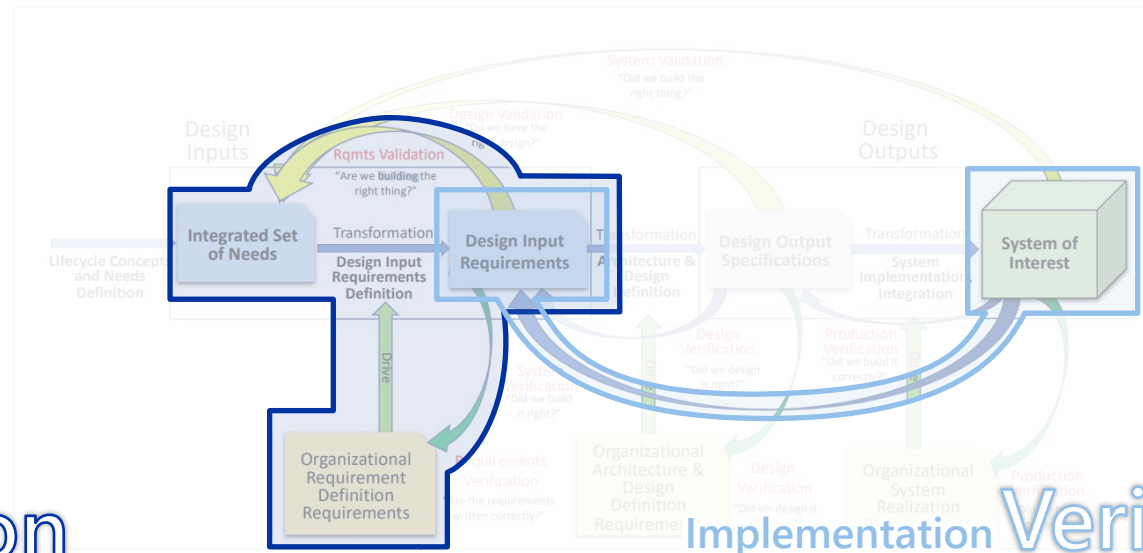 System Validation
"Did we build the
right thing?"
Design Validation
"Do we have the
right design?"
Design
Inputs
Design
Outputs
Rqmts Validation
"Are we building the
right thing?"
Integrated Set
of Needs
Transformation
Design Input
Requirements
Definition
Design Input
Requirements
Transformation
Architecture &
Design
Definition
Design Output
Specifications
Transformation
System
Implementation,
Integration
System of
Interest
Lifecycle Concepts
and Needs
Definition
Drive
System
Verification
"Did we build
it right?"
Design
Verification
"Did we design
it right?"
Drive
Production
Verification
"Did we build it
correctly?"
Drive
Organizational
Requirement
Definition
Requirements
Requirements
Verification
"Are the requirements
written correctly?"
Organizational
Architecture &
Design
Definition
Requirements
Design
Verification
"Did we design it
Organizational
System
Realization
Production
Verification
"Did we
on
Implementation Veri